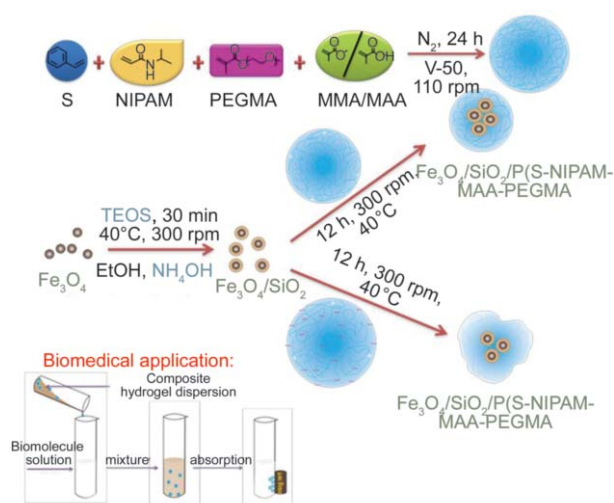 S
NIPAM
PEGMA
MMA/MAA
N₂, 24 h
V-50,
110 rpm
Fe₃O₄/SiO₂/P(S-NIPAM-
MAA-PEGMA
12 h, 300 rpm,
40°C
TEOS, 30 min
40°C, 300 rpm
EtOH, NH₄OH
Fe₃O₄
Fe₃O₄/SiO₂
12 h, 300 rpm,
40°C
Fe₃O₄/SiO₂/P(S-NIPAM-
MAA-PEGMA
Biomedical application:
Composite
hydrogel dispersion
Biomolecule
solution
mixture
absorption